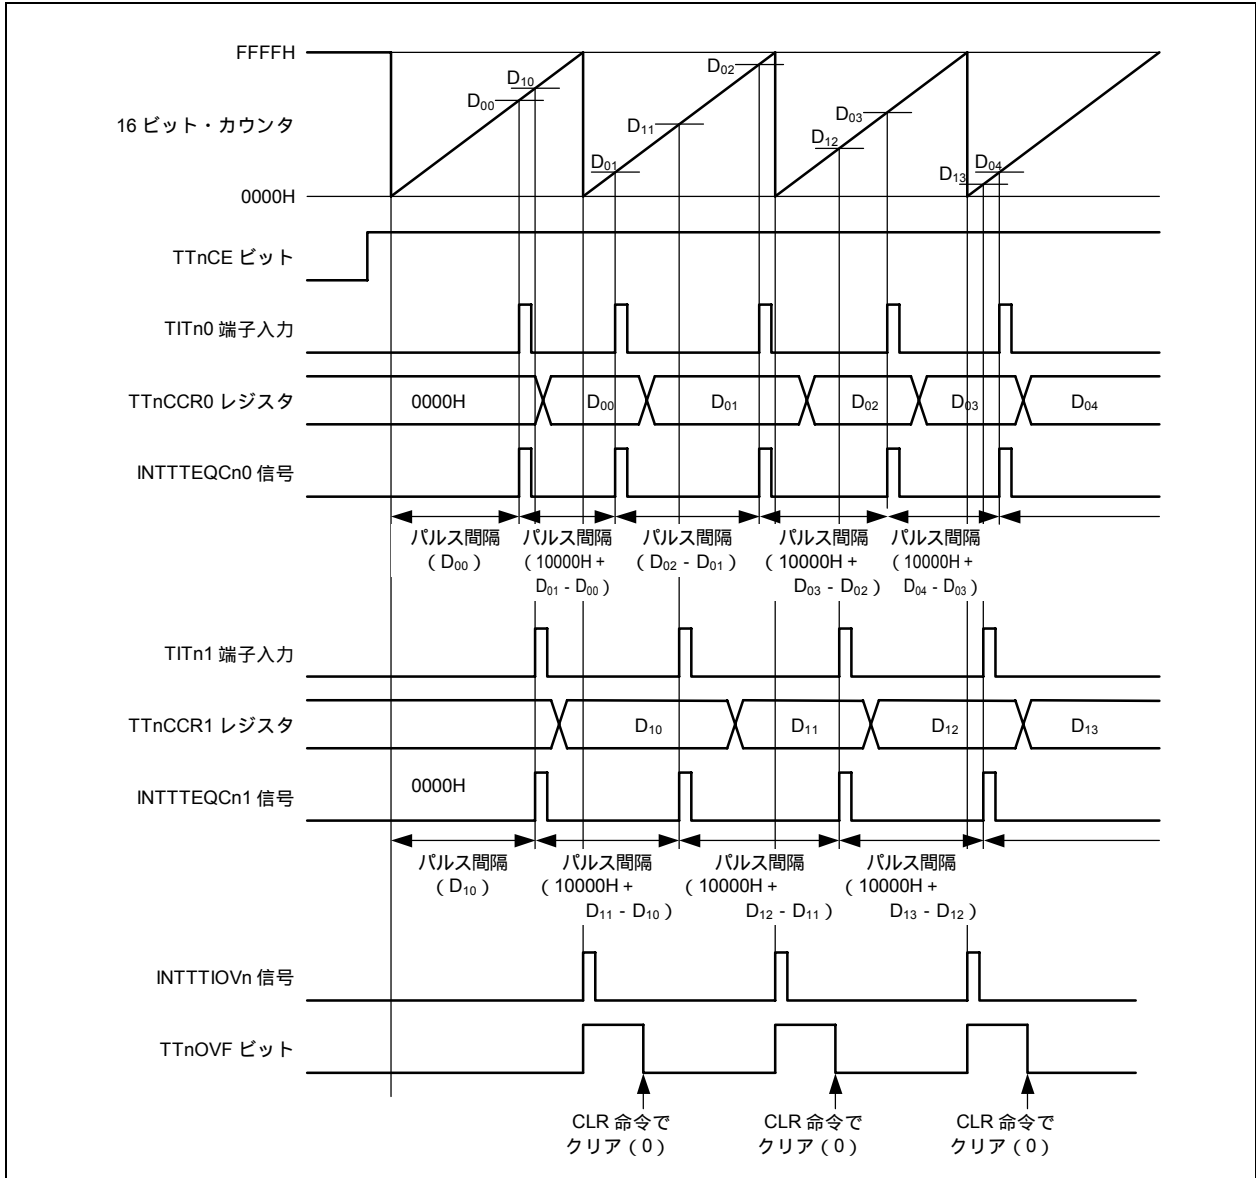 FFFFH
D10
D00
D02
16 ビット・カウンタ
D11
D03
D12
D01
D04
D13
0000H
TTnCE ビット
TITn0 端子入力
TTnCCR0 レジスタ
0000H
D00
D01
D02
D03
D04
INTTTEQCn0 信号
パルス間隔
（D00）
パルス間隔
（10000H +
D01 - D00）
パルス間隔
（D02 - D01）
パルス間隔
（10000H +
D03 - D02）
パルス間隔
（10000H +
D04 - D03）
TITn1 端子入力
TTnCCR1 レジスタ
D10
D11
D12
D13
0000H
INTTTEQCn1 信号
パルス間隔
（D10）
パルス間隔
（10000H +
D11 - D10）
パルス間隔
（10000H +
D12 - D11）
パルス間隔
（10000H +
D13 - D12）
INTTTIOVn 信号
TTnOVF ビット
CLR 命令で
クリア（0）
CLR 命令で
クリア（0）
CLR 命令で
クリア（0）